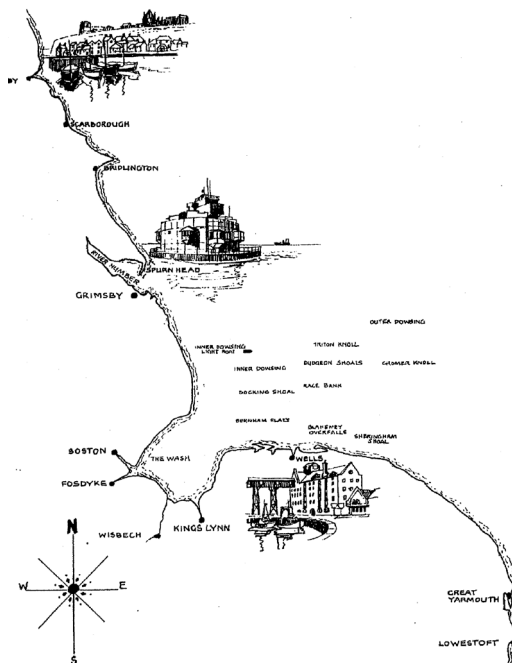 BY
SCARBOROUGH
BRIDLINGTON
RIVER HUMBER
SPURN HEAD
GRIMSBY
OUTER DOWSING
INNER DOWSING
LIGHT BOAT
TRITON KNOLL
INNER DOWSING
DUDGEON SHOALS
CROMER KNOLL
DOCKING SHOAL
RACE BANK
BURNHAM FLATS
BLAKENEY
OVERFALLS
SHERINGHAM
SHOAL
BOSTON
THE WASH
WELLS
FOSDYKE
KINGS LYNN
WISBECH
N
W
E
S
GREAT
YARMOUTH
LOWESTOFT